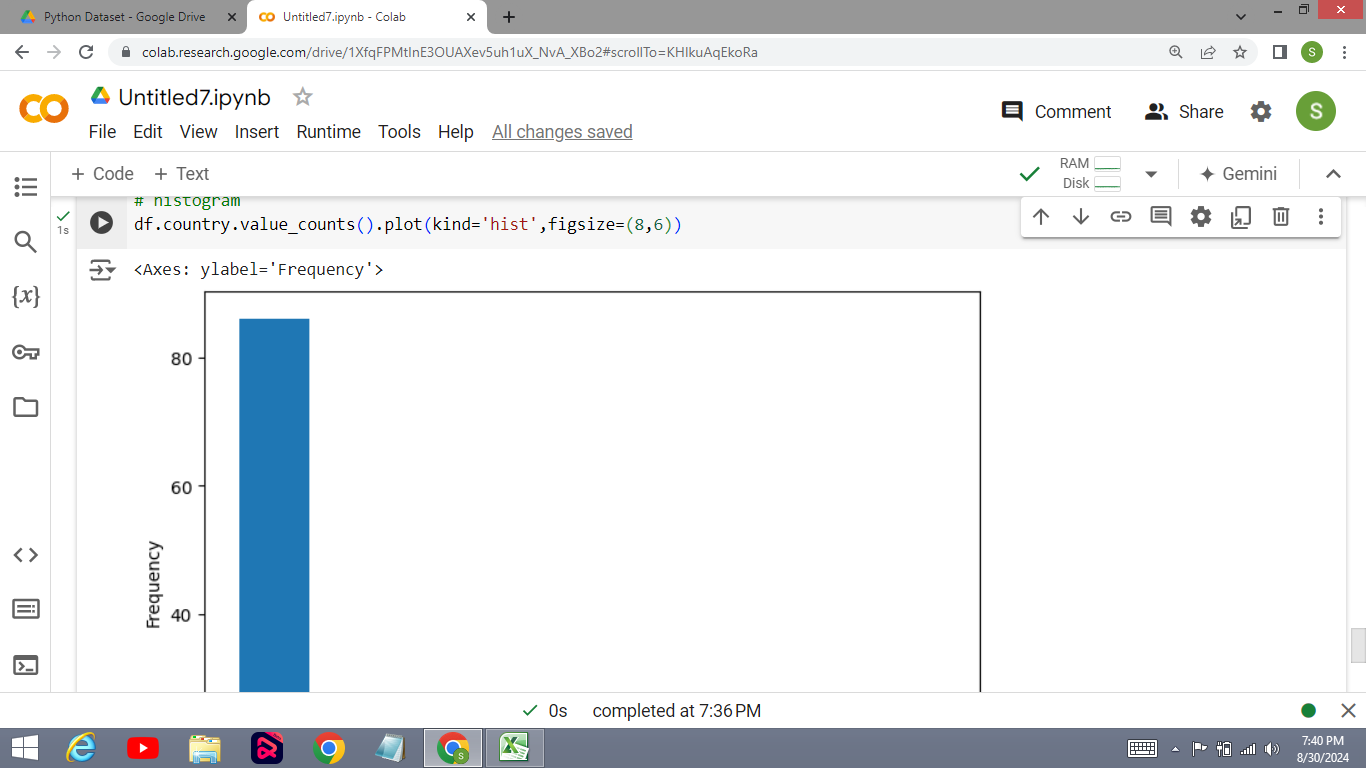 Python Dataset - Google Drive
Untitled7.ipynb - Colab
colab.research.google.com/drive/1XfqFPMtInE3OUAXev5uh1uX_NvA_XBo2#scrollTo=KHIkuAqEkoRa
S
Untitled7.ipynb
Comment
Share
S
File Edit View Insert Runtime Tools Help All changes saved
+ Code + Text
RAM
Disk
Gemini
# histogram
1s
df.country.value_counts().plot(kind='hist',figsize=(8,6))
<Axes: ylabel='Frequency'>
{x}
80
60
40
Frequency
0s completed at 7:36 PM
7:40 PM
8/30/2024